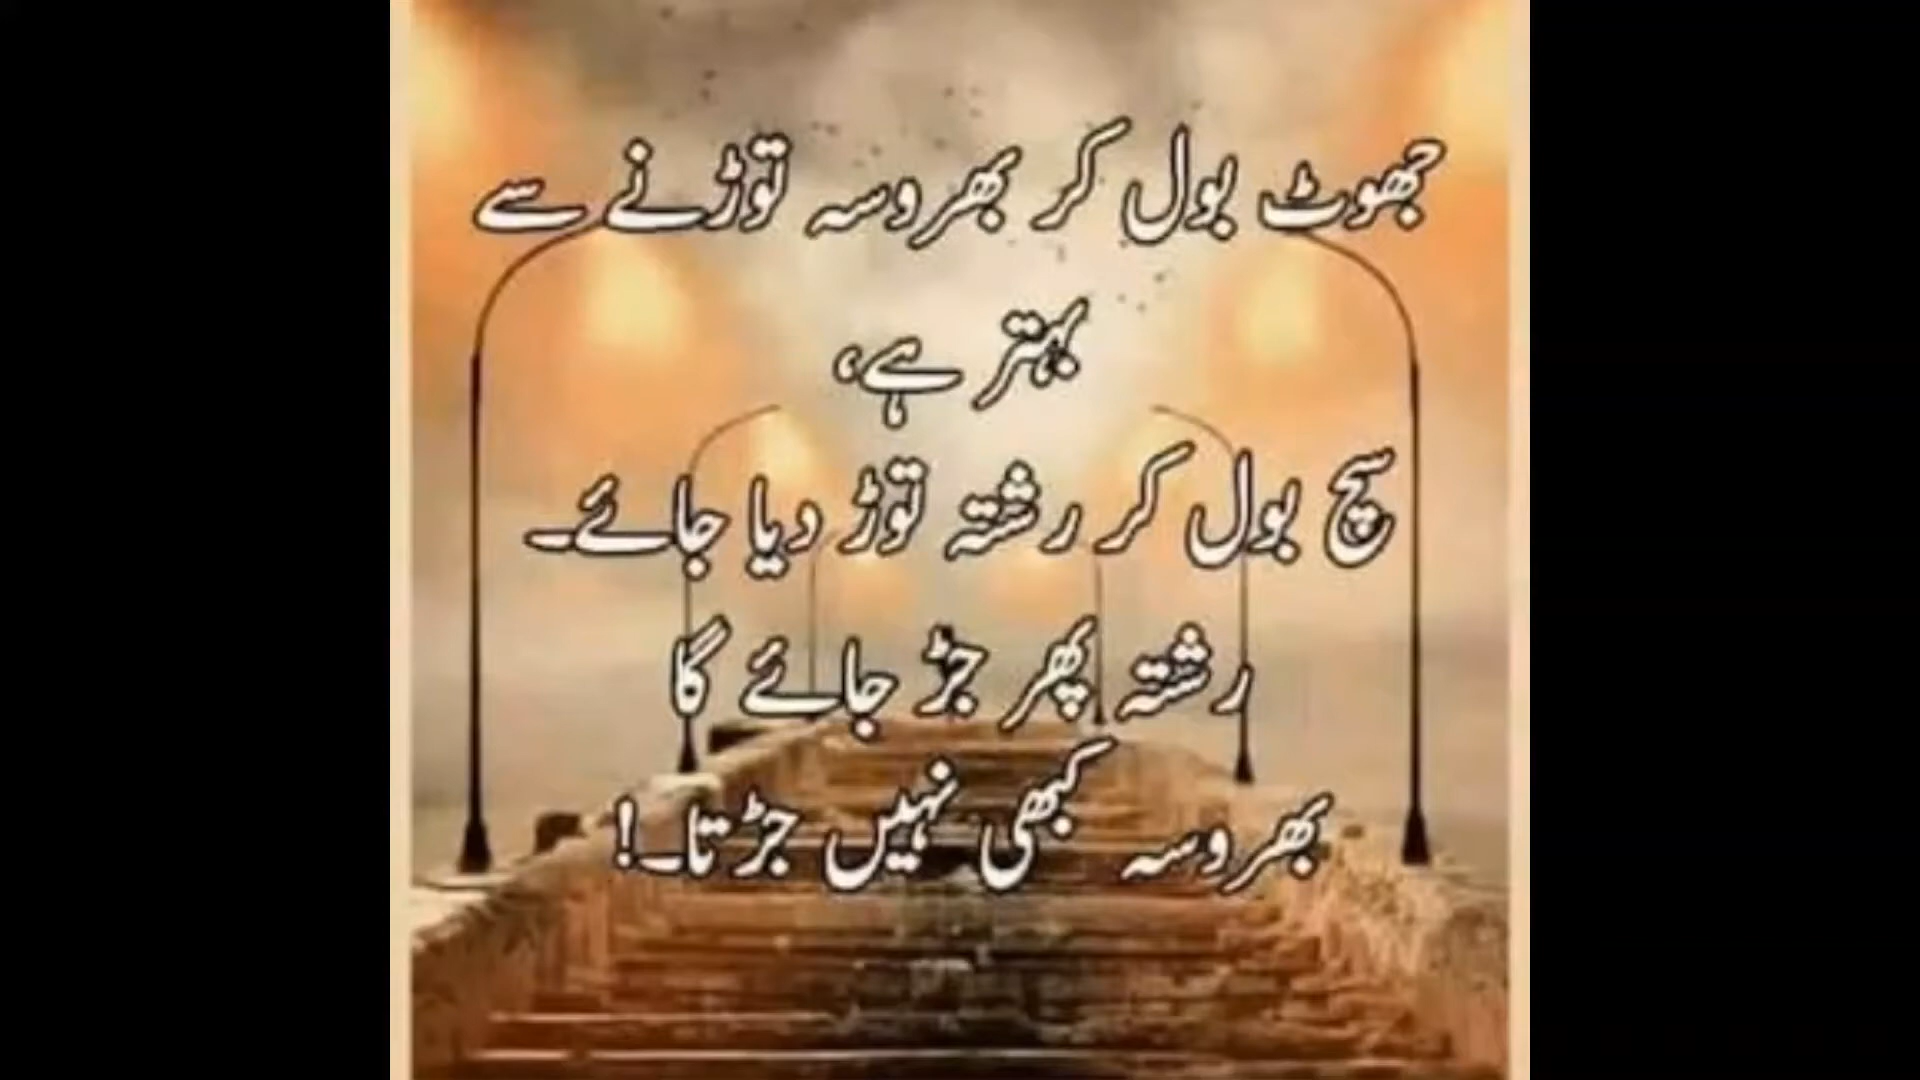 جھوٹ بول کر بھروسہ توڑنے سے
بہتر ہے،
سچ بول کر رشتہ توڑ دیا جائے۔
رشتہ پھر جڑ جائے گا
بھروسہ کبھی نہیں جڑتا۔!